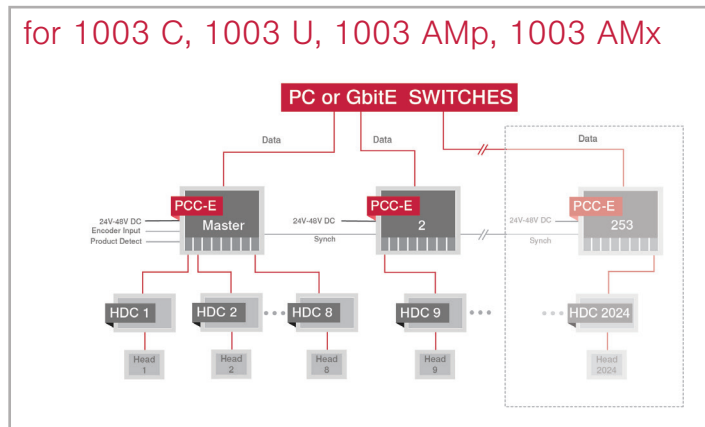 for 1003 C, 1003 U, 1003 AMp, 1003 AMx
PC or GbitE SWITCHES
Data
Data
Data
PCC-E
PCC-E
PCC-E
24V-48V DC
Encoder Input
Product Detect
Master
24V-48V DC
Synch
2
24V-48V DC
Synch
253
HDC 1
HDC 2
HDC 8
HDC 9
HDC 2024
Head
1
Head
2
Head
8
Head
9
Head
2024